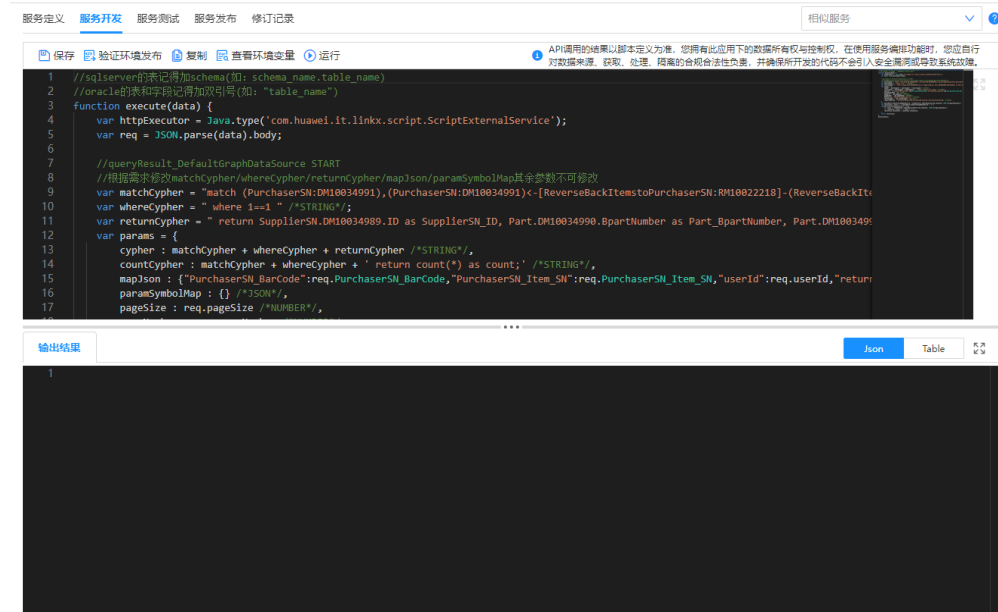 服务定义 服务开发 服务测试 服务发布 修订记录 相似服务
保存 验证环境发布 复制 查看环境变量 运行
API调用的结果以脚本定义为准，您拥有此应用下的数据所有权与控制权，在使用服务编排功能时，您应自行
对数据来源、获取、处理、隔离的合规合法性负责，并确保所开发的代码不会引入安全漏洞或导致系统故障。
1 //sqlserver的表记得加schema(如: schema_name.table_name)
2 //oracle的表和字段记得加双引号(如: "table_name")
3 function execute(data) {
4 var httpExecutor = Java.type('com.huawei.it.linkx.script.ScriptExternalService');
5 var req = JSON.parse(data).body;
6
7 //queryResult_DefaultGraphDataSource START
8 //根据需求修改matchCypher/whereCypher/returnCypher/mapJson/paramSymbolMap其余参数不可修改
9 var matchCypher = "match (PurchaserSN:DM10034991),(PurchaserSN:DM10034991)<-[ReverseBackItemstoPurchaserSN:RM10022218]-(ReverseBackIte
10 var whereCypher = " where 1==1 " /*STRING*/;
11 var returnCypher = " return SupplierSN.DM10034989.ID as SupplierSN_ID, Part.DM10034990.BpartNumber as Part_BpartNumber, Part.DM1003499
12 var params = {
13 cypher : matchCypher + whereCypher + returnCypher /*STRING*/,
14 countCypher : matchCypher + whereCypher + ' return count(*) as count;' /*STRING*/,
15 mapJson : {"PurchaserSN_BarCode":req.PurchaserSN_BarCode,"PurchaserSN_Item_SN":req.PurchaserSN_Item_SN,"userId":req.userId,"return
16 paramSymbolMap : {} /*JSON*/,
17 pageSize : req.pageSize /*NUMBER*/,
输出结果 Json Table
1